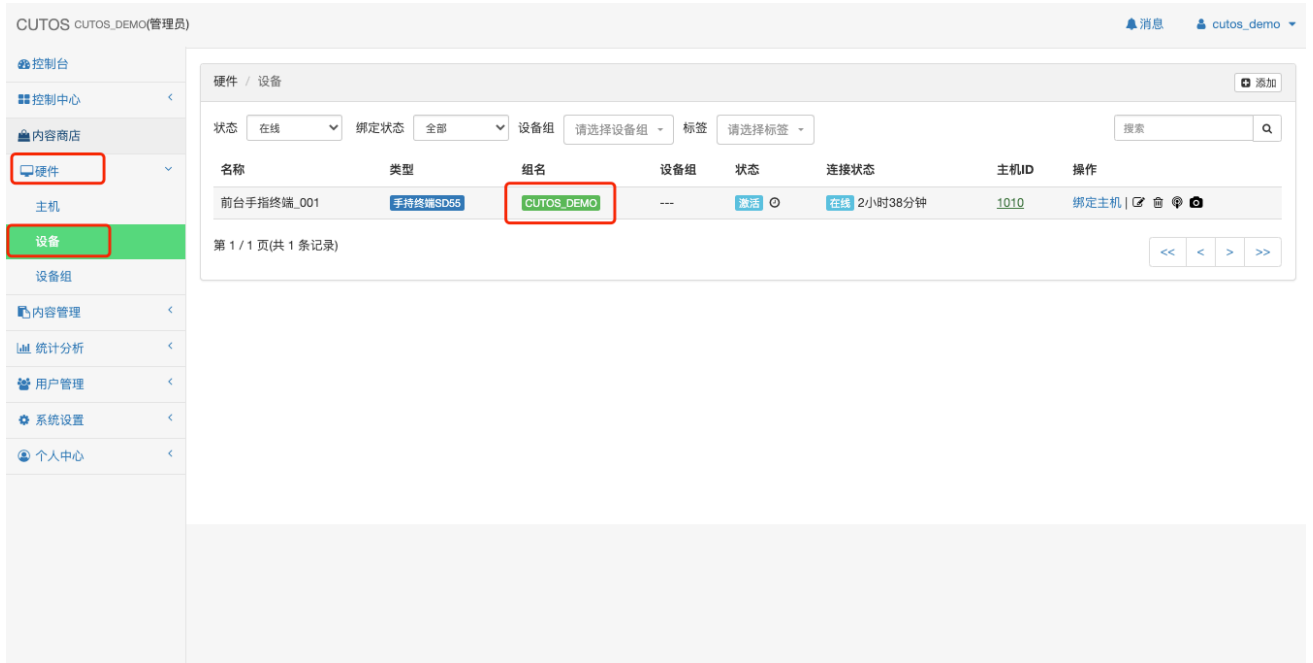 CUTOS CUTOS_DEMO(管理员)
消息 cutos_demo
控制台
控制中心
内容商店
硬件
主机
设备
设备组
内容管理
统计分析
用户管理
系统设置
个人中心
硬件 / 设备
添加
状态 在线 绑定状态 全部 设备组 请选择设备组 标签 请选择标签 搜索
名称 类型 组名 设备组 状态 连接状态 主机ID 操作
前台手指终端_001 手持终端SD55 CUTOS_DEMO --- 激活 在线 2小时38分钟 1010 绑定主机 |
第 1 / 1 页(共 1 条记录)
<< < > >>